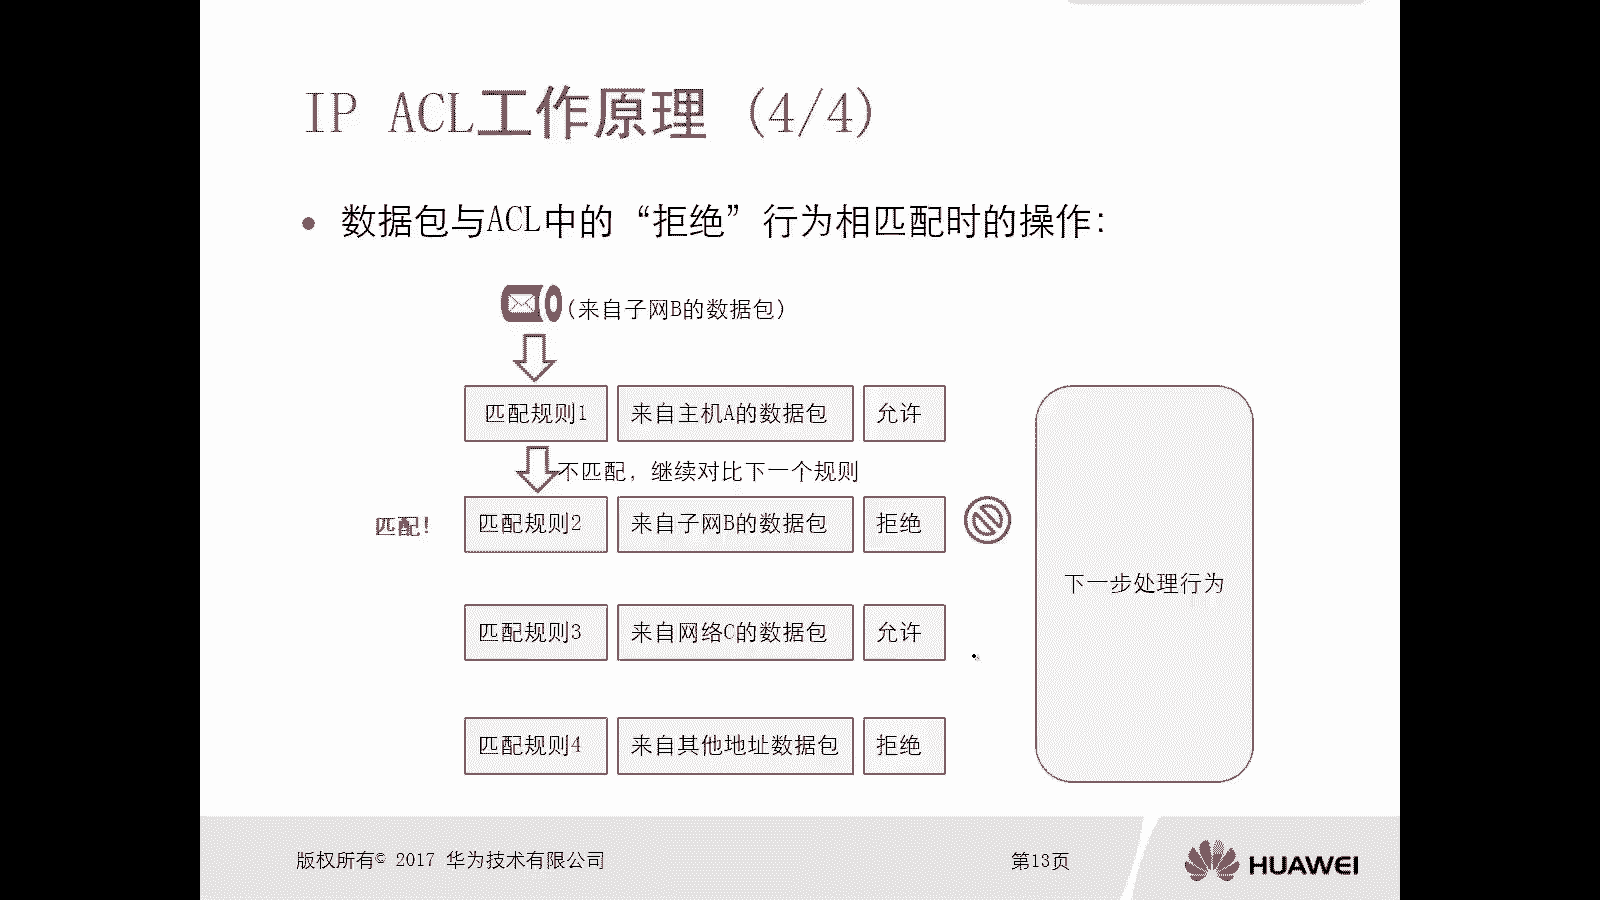 IP ACL工作原理 (4/4)
• 数据包与ACL中的“拒绝”行为相匹配时的操作:
(来自子网B的数据包)
匹配规则1 来自主机A的数据包 允许
不匹配, 继续对比下一个规则
匹配! 匹配规则2 来自子网B的数据包 拒绝
下一步处理行为
匹配规则3 来自网络C的数据包 允许
匹配规则4 来自其他地址数据包 拒绝
版权所有© 2017 华为技术有限公司
第13页
HUAWEI